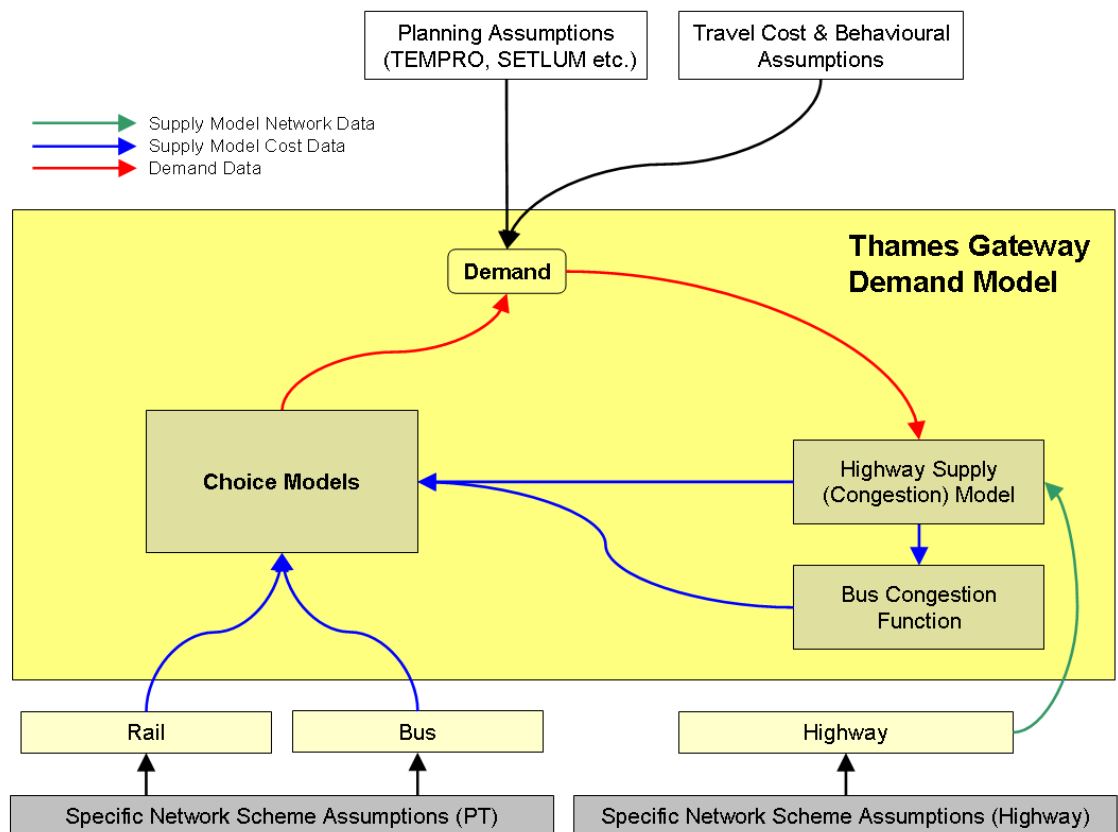 Planning Assumptions
(TEMPRO, SETLUM etc.)
Travel Cost & Behavioural
Assumptions
Supply Model Network Data
Supply Model Cost Data
Demand Data
Thames Gateway
Demand Model
Demand
Choice Models
Highway Supply
(Congestion) Model
Bus Congestion
Function
Rail
Bus
Highway
Specific Network Scheme Assumptions (PT)
Specific Network Scheme Assumptions (Highway)